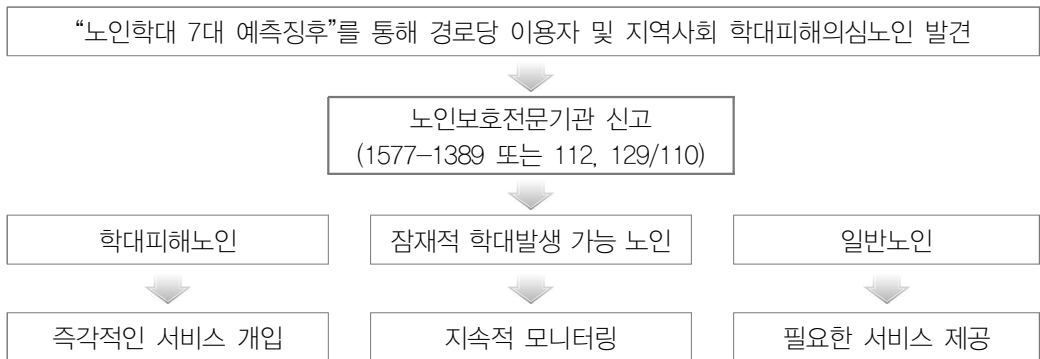 “노인학대 7대 예측징후”를 통해 경로당 이용자 및 지역사회 학대피해의심노인 발견
노인보호전문기관 신고
(1577-1389 또는 112, 129/110)
학대피해노인
잠재적 학대발생 가능 노인
일반노인
즉각적인 서비스 개입
지속적 모니터링
필요한 서비스 제공